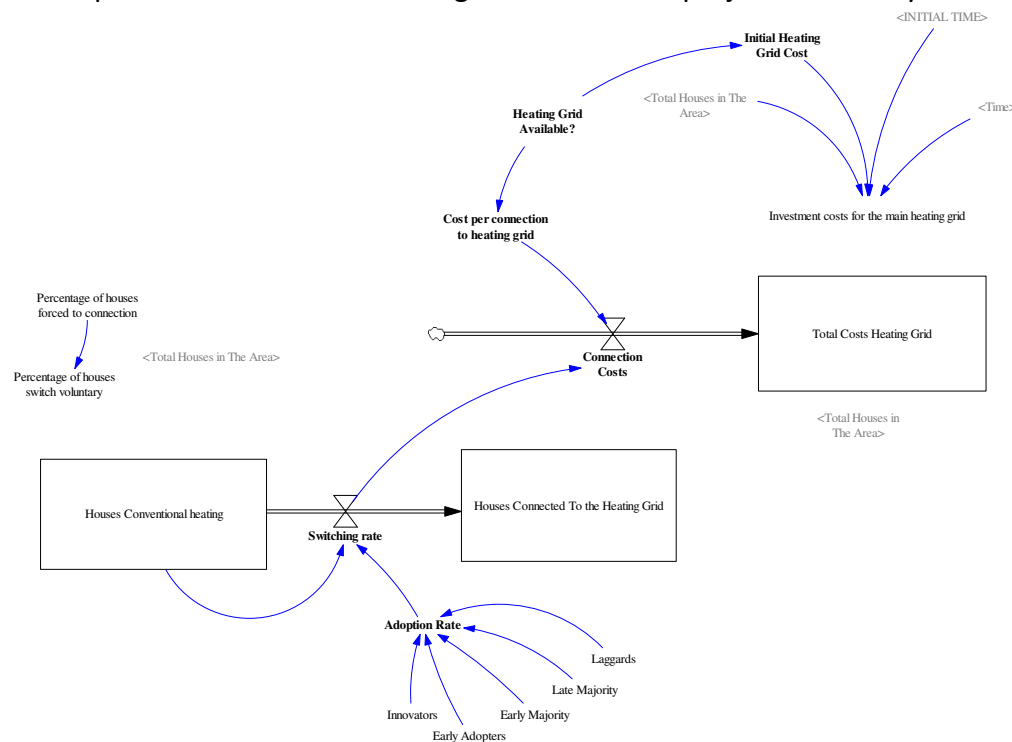 <INITIAL TIME>
Initial Heating
Grid Cost
<Total Houses in The
Area>
<Time>
Heating Grid
Available?
Cost per connection
to heating grid
Investment costs for the main heating grid
Percentage of houses
forced to connection
<Total Houses in The Area>
Percentage of houses
switch voluntary
Total Costs Heating Grid
Connection
Costs
<Total Houses in
The Area>
Houses Conventional heating
Houses Connected To the Heating Grid
Switching rate
Adoption Rate
Laggards
Late Majority
Innovators
Early Majority
Early Adopters